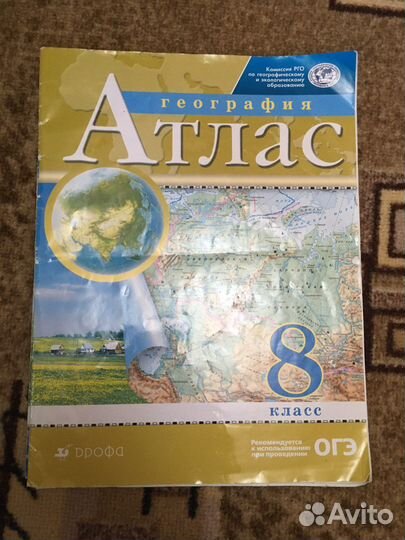 Комиссия РГО
по географическому
и экологическому
образованию
география
Атлас
8
класс
Рекомендуется
к использованию
при проведении
ОГЭ
дрофа
Avito